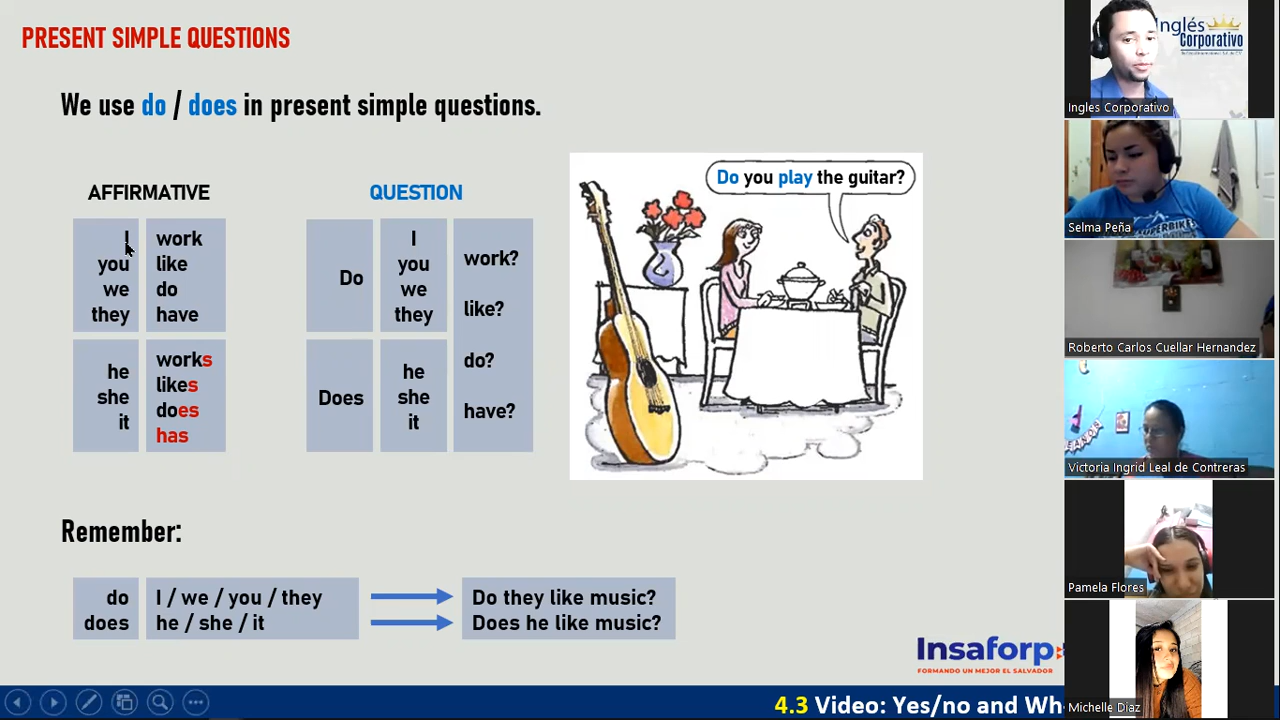 PRESENT SIMPLE QUESTIONS
We use do / does in present simple questions.
AFFIRMATIVE
I
you
we
they
work
like
do
have
he
she
it
works
likes
does
has
QUESTION
Do
I
you
we
they
Does
he
she
it
work?
like?
do?
have?
Do you play the guitar?
Remember:
do
does
I / we / you / they
he / she / it
Do they like music?
Does he like music?
Insaforp
FORMANDO UN MEJOR EL SALVADOR
4.3 Video: Yes/no and Wh
Inglés
Corporativo
Ingles Corporativo
Selma Peña
Roberto Carlos Cuellar Hernandez
Victoria Ingrid Leal de Contreras
Pamela Flores
Michelle Diaz